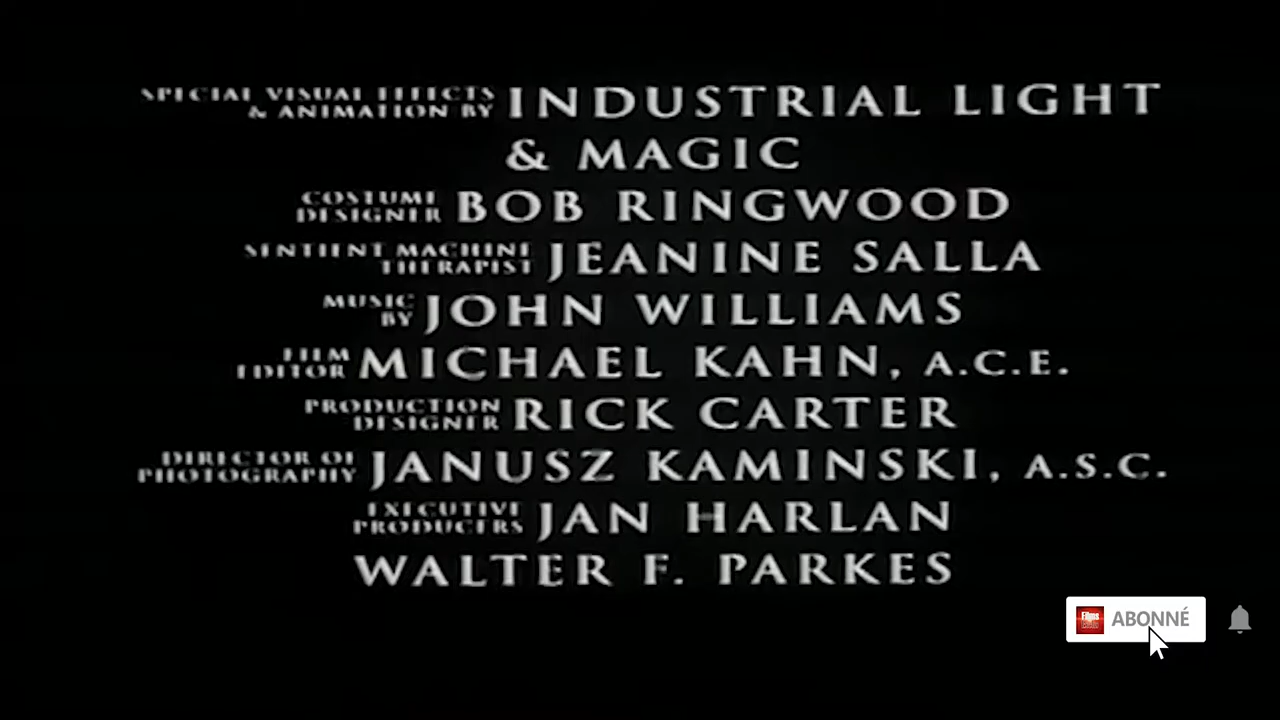 SPECIAL VISUAL EFFECTS
& ANIMATION BY INDUSTRIAL LIGHT
& MAGIC
COSTUME
DESIGNER BOB RINGWOOD
SENTIENT MACHINE
THERAPIST JEANINE SALLA
MUSIC
BY JOHN WILLIAMS
FILM
EDITOR MICHAEL KAHN, A.C.E.
PRODUCTION
DESIGNER RICK CARTER
DIRECTOR OF
PHOTOGRAPHY JANUSZ KAMINSKI, A.S.C.
EXECUTIVE
PRODUCERS JAN HARLAN
WALTER F. PARKES
Films
ABONNÉ